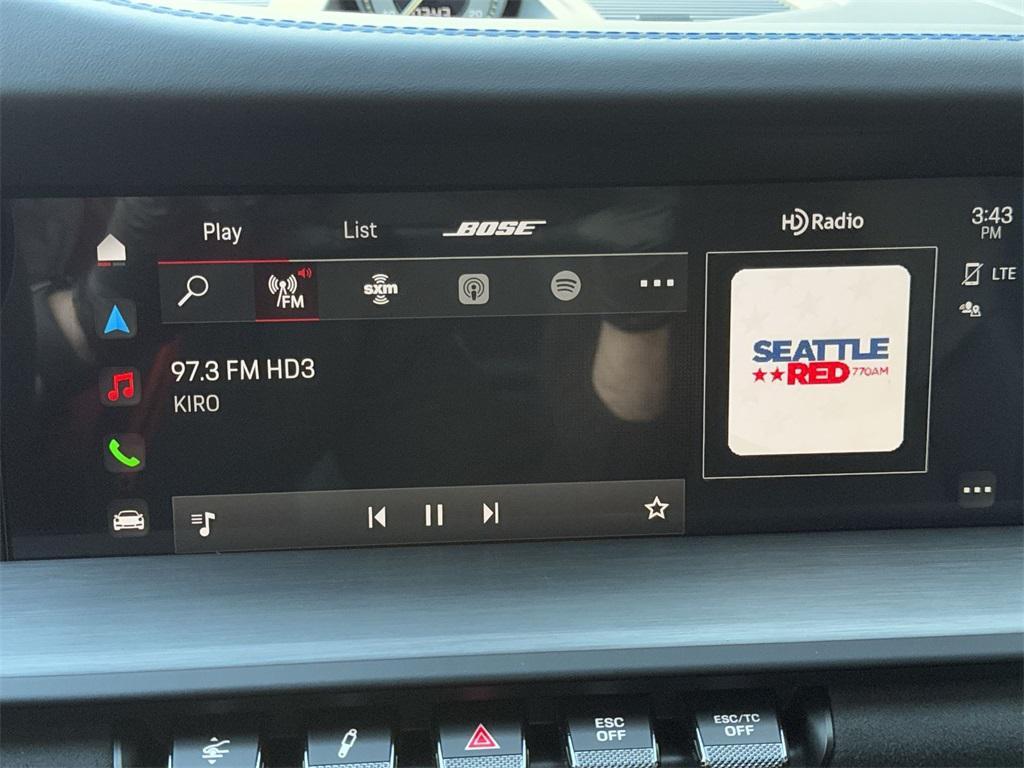 Play
List
BOSE
HD Radio
3:43
PM
FM
sxm
LTE
SEATTLE
RED 770AM
97.3 FM HD3
KIRO
ESC
OFF
ESC/TC
OFF